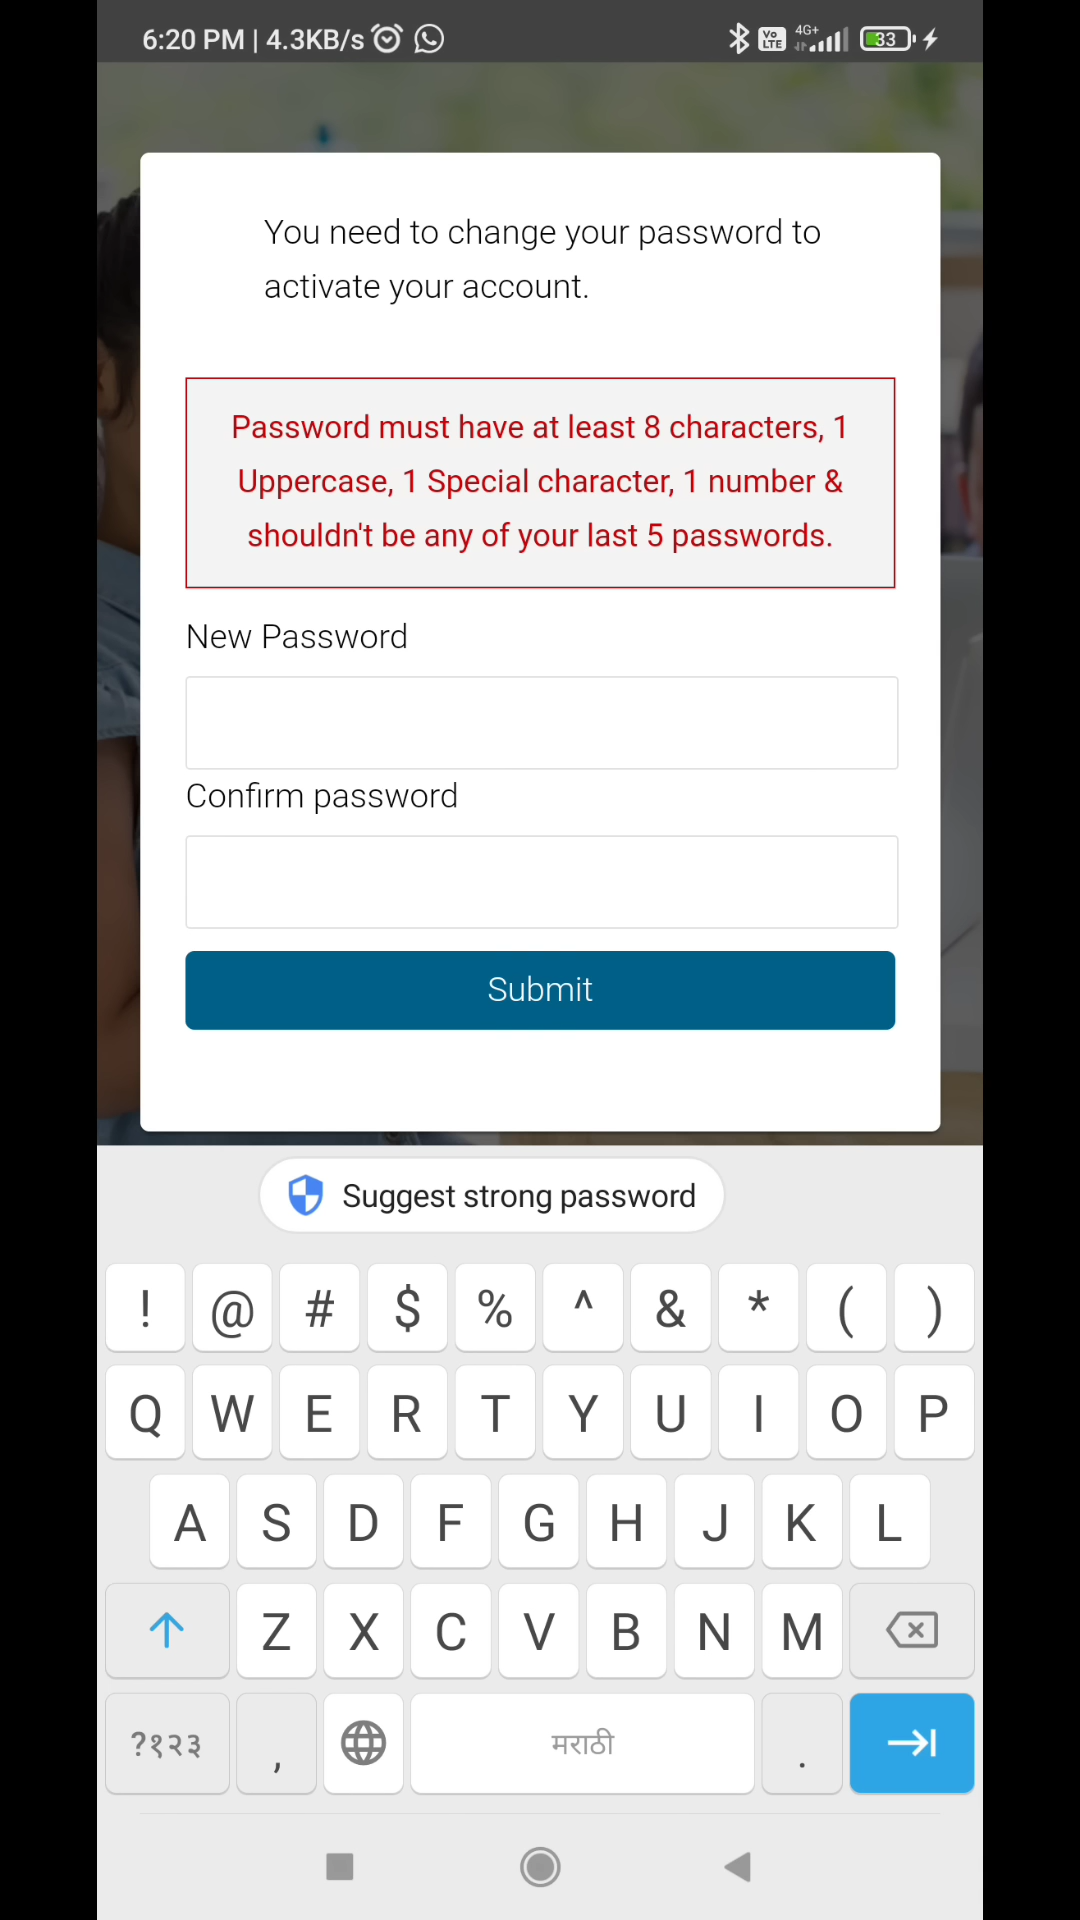 6:20 PM | 4.3KB/s
Vo LTE 4G+ 33
You need to change your password to
activate your account.
Password must have at least 8 characters, 1
Uppercase, 1 Special character, 1 number &
shouldn't be any of your last 5 passwords.
New Password
Confirm password
Submit
Suggest strong password
! @ # $ % ^ & * ( )
Q W E R T Y U I O P
A S D F G H J K L
Z X C V B N M
?१२३ , मराठी .